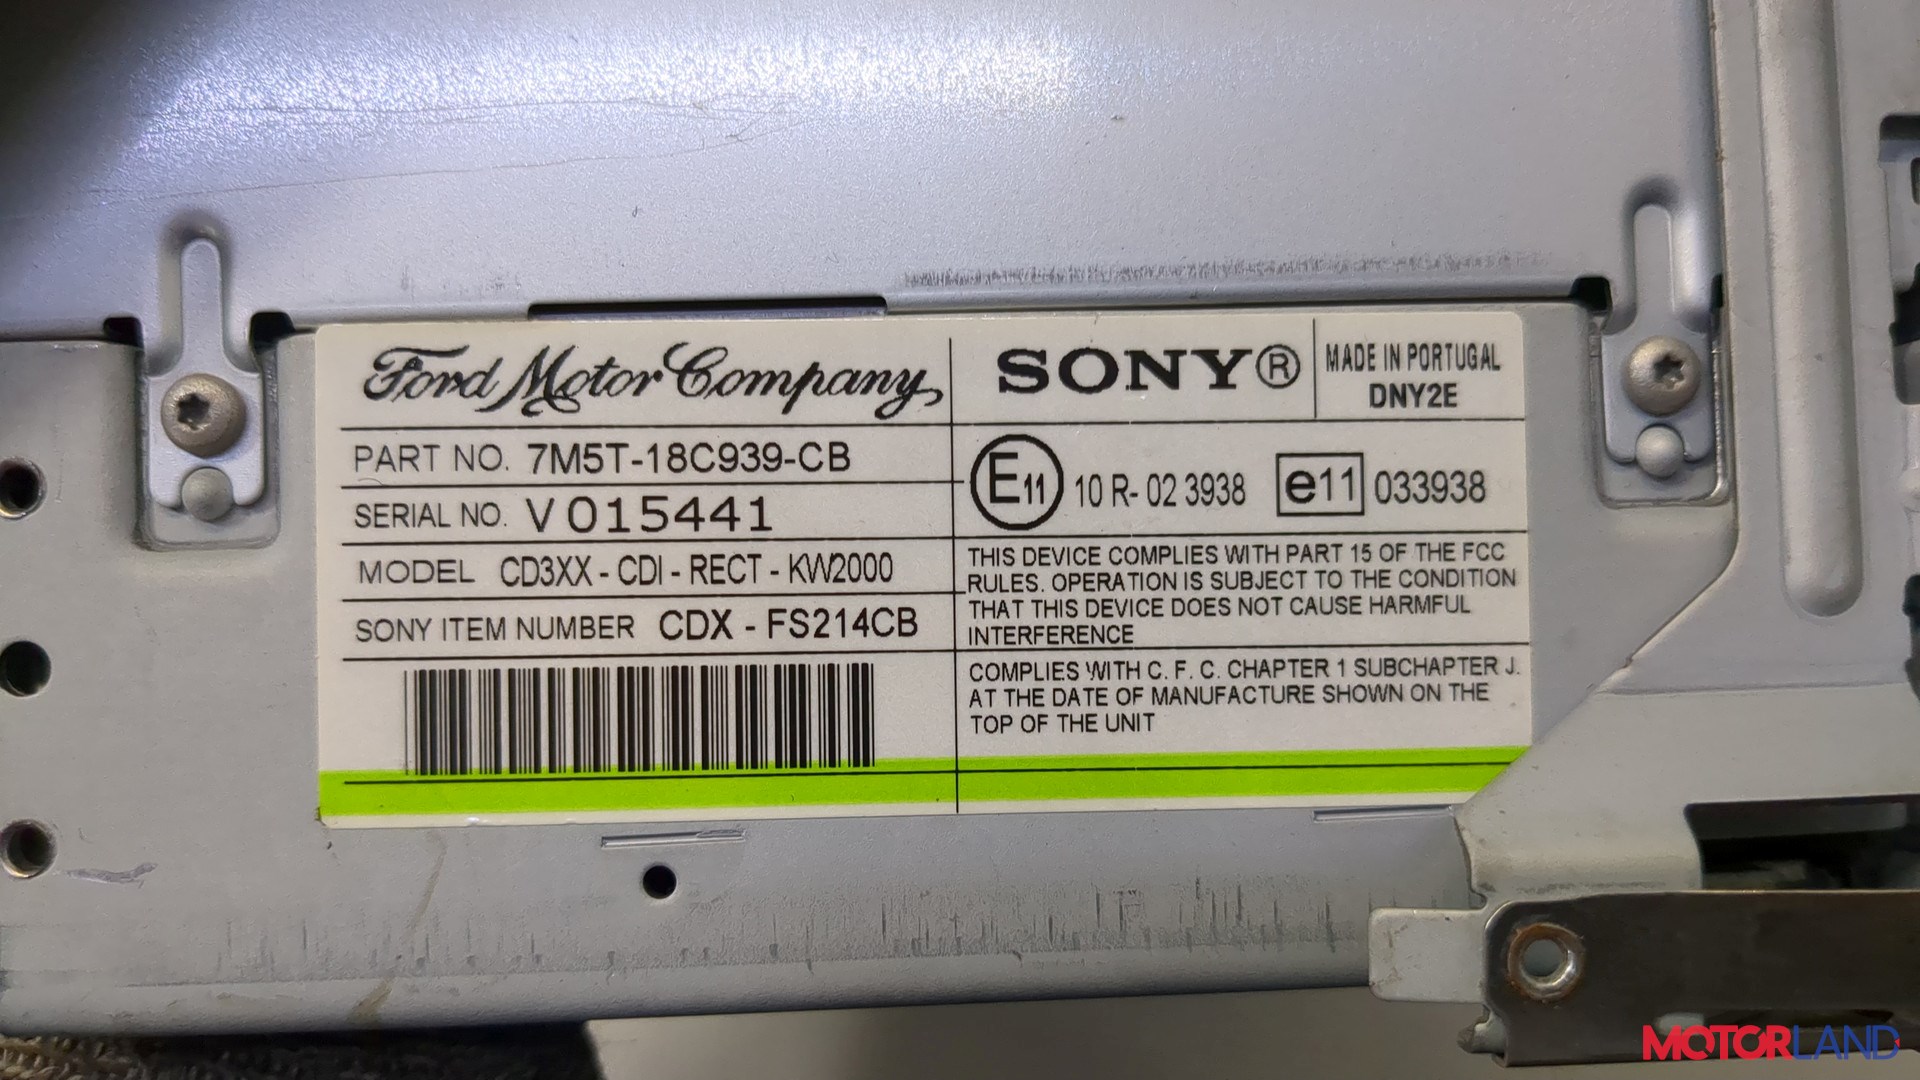 Ford Motor Company
PART NO. 7M5T-18C939-CB
SERIAL NO. V 015441
MODEL CD3XX - CDI - RECT - KW2000
SONY ITEM NUMBER CDX - FS214CB
SONY®
MADE IN PORTUGAL
DNY2E
E11 10 R- 02 3938 e11 033938
THIS DEVICE COMPLIES WITH PART 15 OF THE FCC
RULES. OPERATION IS SUBJECT TO THE CONDITION
THAT THIS DEVICE DOES NOT CAUSE HARMFUL
INTERFERENCE
COMPLIES WITH C. F. C. CHAPTER 1 SUBCHAPTER J.
AT THE DATE OF MANUFACTURE SHOWN ON THE
TOP OF THE UNIT
MOTORLAND